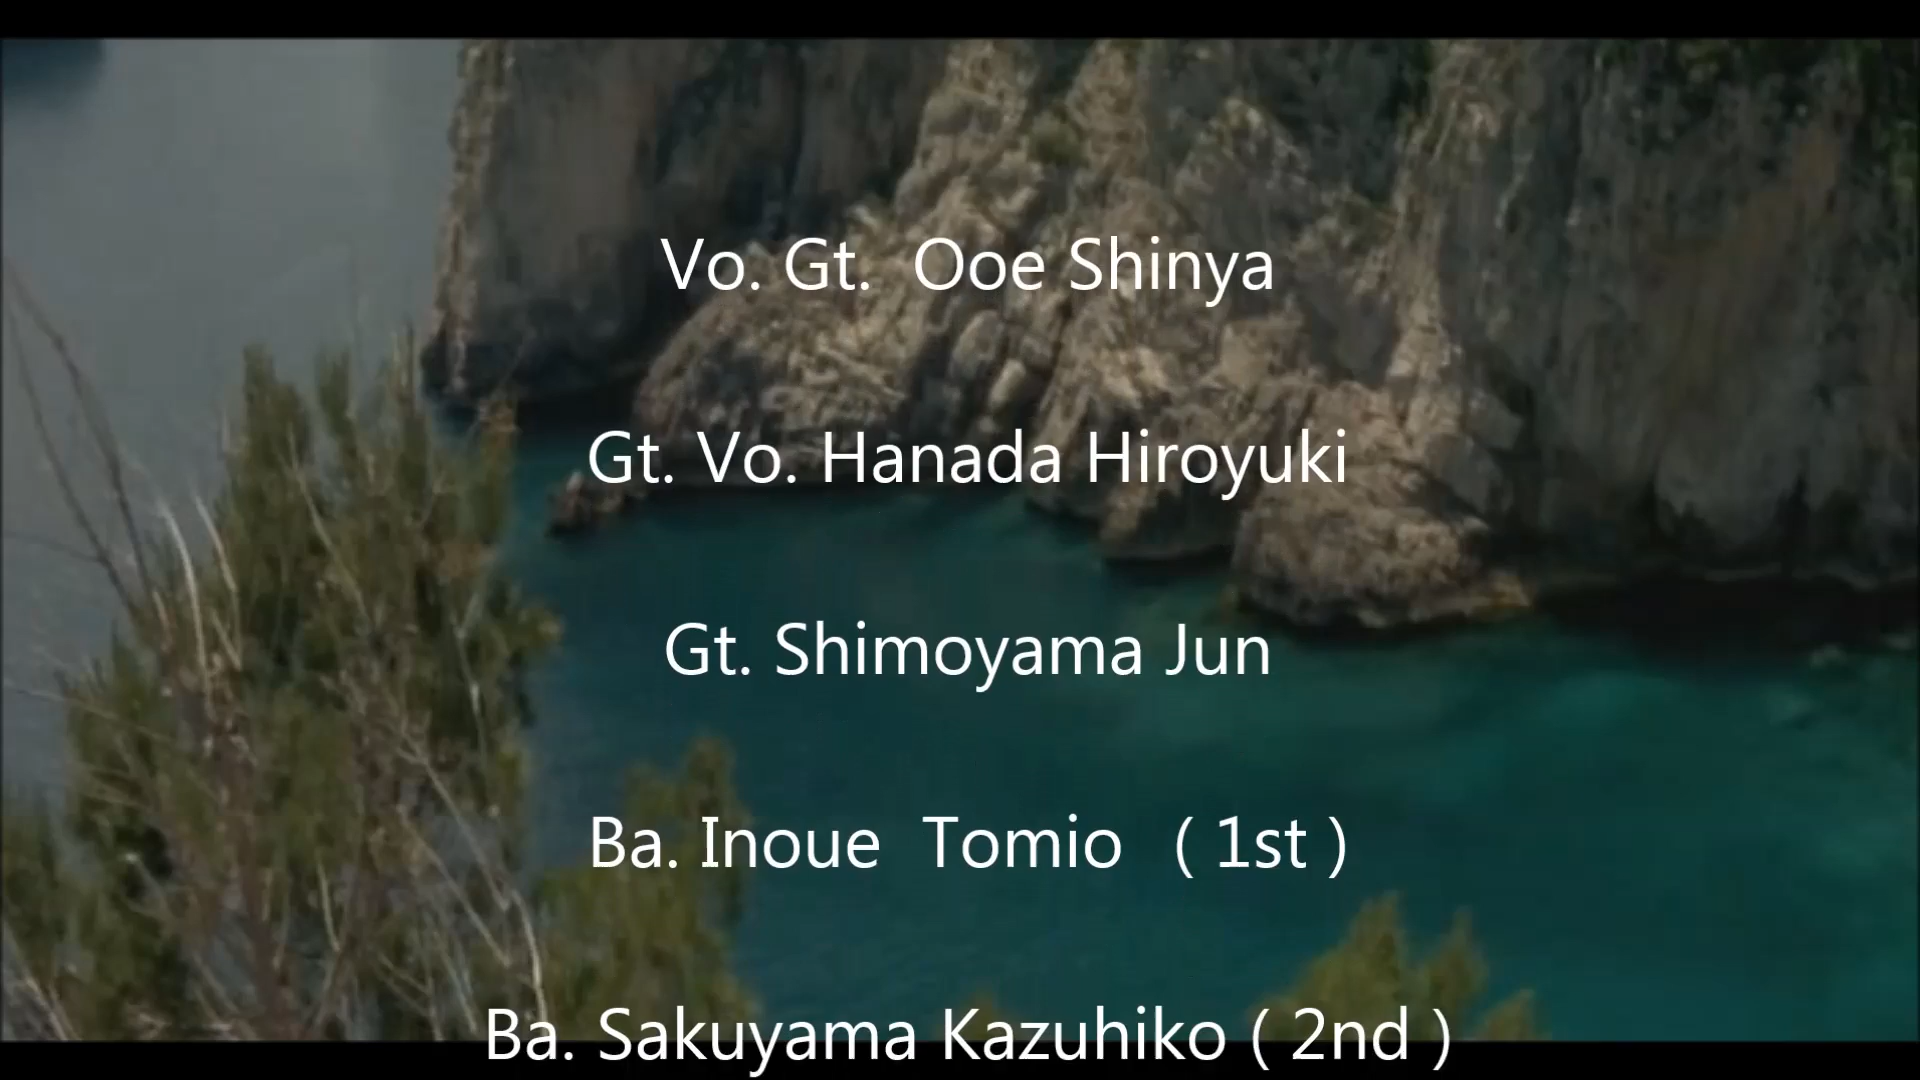 Vo. Gt. Ooe Shinya
Gt. Vo. Hanada Hiroyuki
Gt. Shimoyama Jun
Ba. Inoue Tomio ( 1st )
Ba. Sakuyama Kazuhiko ( 2nd )